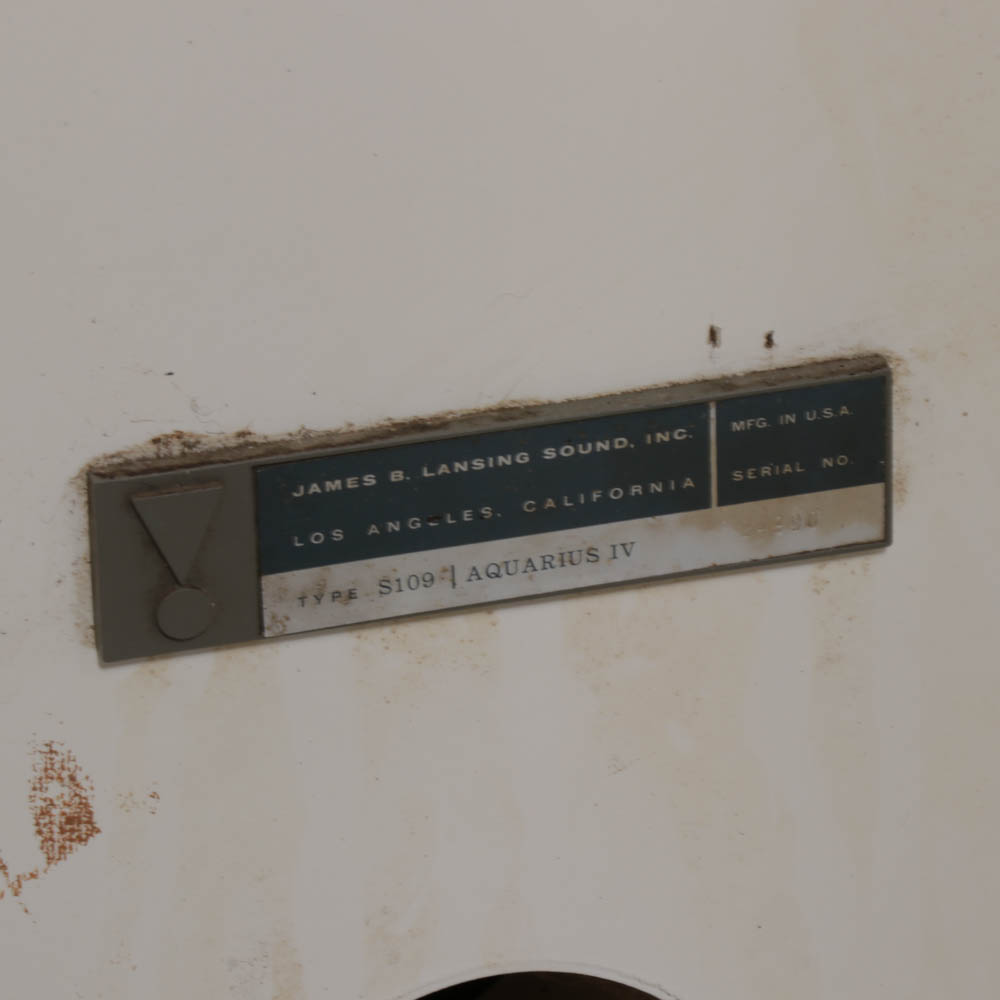 JAMES B. LANSING SOUND, INC.
LOS ANGELES, CALIFORNIA
MFG. IN U.S.A.
SERIAL NO.
TYPE S109 | AQUARIUS IV